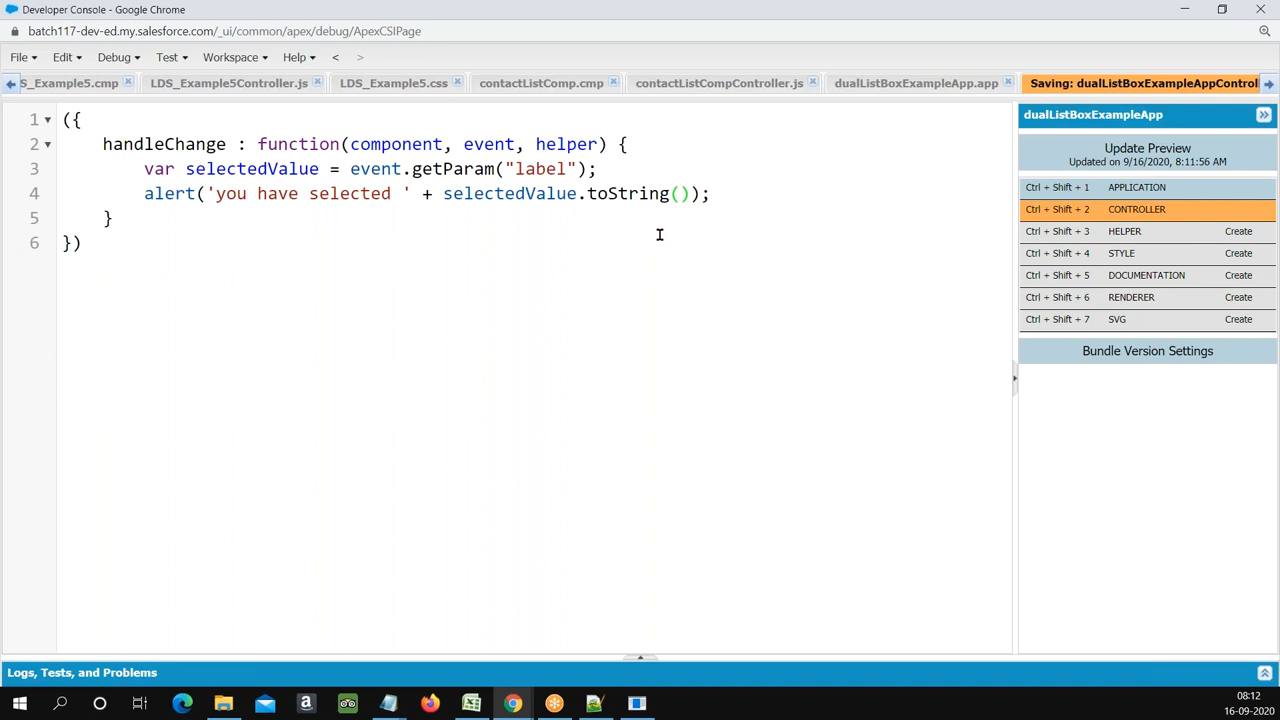 Developer Console - Google Chrome
batch117-dev-ed.my.salesforce.com/_ui/common/apex/debug/ApexCSIPage
File Edit Debug Test Workspace Help < >
S_Example5.cmp LDS_Example5Controller.js LDS_Example5.css contactListComp.cmp contactListCompController.js dualListBoxExampleApp.app Saving: dualListBoxExampleAppControl
1 ({
2 handleChange : function(component, event, helper) {
3 var selectedValue = event.getParam("label");
4 alert('you have selected ' + selectedValue.toString());
5 }
6 })
dualListBoxExampleApp
Update Preview
Updated on 9/16/2020, 8:11:56 AM
Ctrl + Shift + 1 APPLICATION
Ctrl + Shift + 2 CONTROLLER
Ctrl + Shift + 3 HELPER Create
Ctrl + Shift + 4 STYLE Create
Ctrl + Shift + 5 DOCUMENTATION Create
Ctrl + Shift + 6 RENDERER Create
Ctrl + Shift + 7 SVG Create
Bundle Version Settings
Logs, Tests, and Problems
08:12
16-09-2020